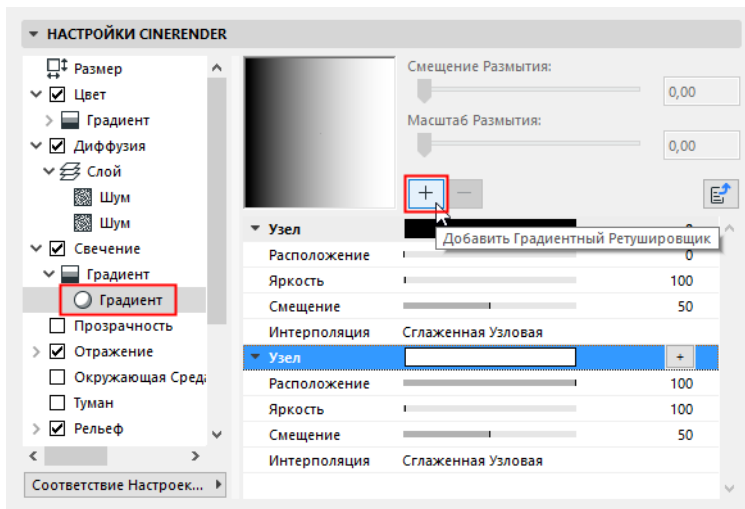 НАСТРОЙКИ CINERENDER
Размер
Цвет
Градиент
Диффузия
Слой
Шум
Шум
Свечение
Градиент
Градиент
Прозрачность
Отражение
Окружающая Среда
Туман
Рельеф
Соответствие Настроек...
Смещение Размытия:
0,00
Масштаб Размытия:
0,00
Добавить Градиентный Ретушировщик
Узел
Расположение 0
Яркость 100
Смещение 50
Интерполяция Сглаженная Узловая
Узел +
Расположение 100
Яркость 100
Смещение 50
Интерполяция Сглаженная Узловая